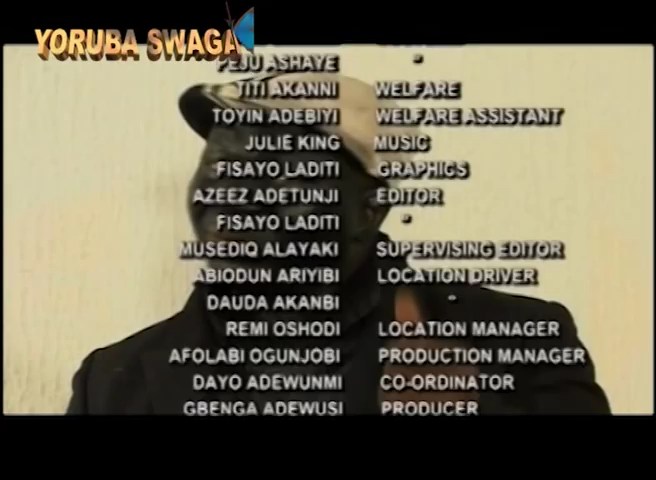 YORUBA SWAGA
PEJU ASHAYE "
TITI AKANNI WELFARE
TOYIN ADEBIYI WELFARE ASSISTANT
JULIE KING MUSIC
FISAYO LADITI GRAPHICS
AZEEZ ADETUNJI EDITOR
FISAYO LADITI "
MUSEDIQ ALAYAKI SUPERVISING EDITOR
ABIODUN ARIYIBI LOCATION DRIVER
DAUDA AKANBI "
REMI OSHODI LOCATION MANAGER
AFOLABI OGUNJOBI PRODUCTION MANAGER
DAYO ADEWUNMI CO-ORDINATOR
GBENGA ADEWUSI PRODUCER